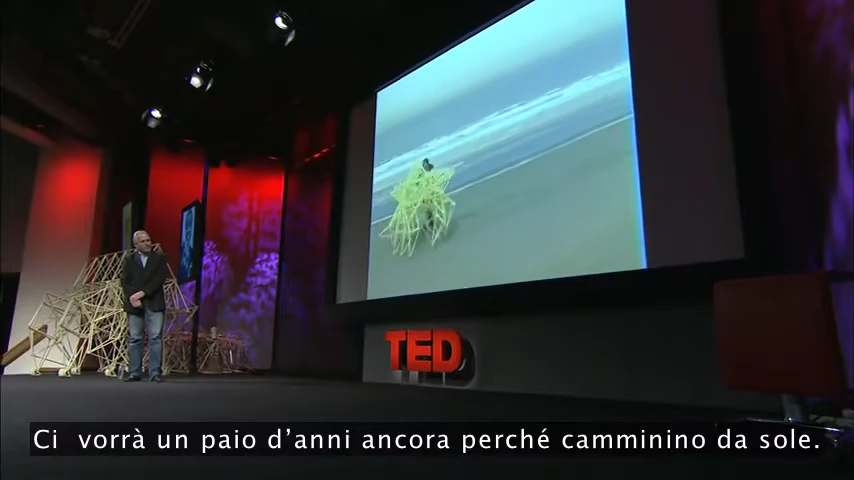 TED
Ci vorrà un paio d'anni ancora perché camminino da sole.